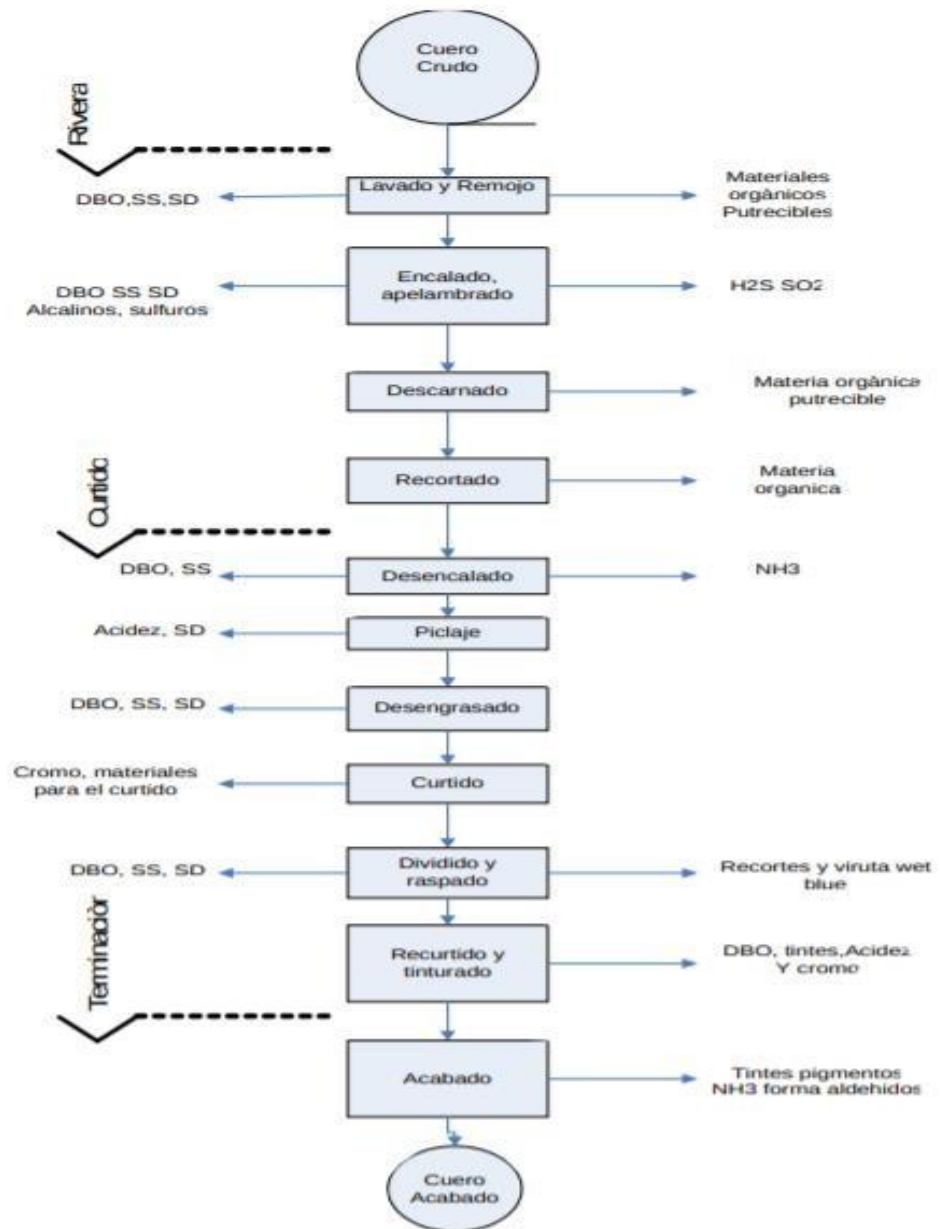 Cuero
Crudo
Rivera
DBO,SS,SD
Lavado y Remojo
Materiales
orgànicos
Putrecibles
DBO SS SD
Alcalinos, sulfuros
Encalado,
apelambrado
H2S SO2
Descarnado
Materia orgànica
putrecible
Recortado
Materia
organica
Curtido
DBO, SS
Desencalado
NH3
Acidez, SD
Piclaje
DBO, SS, SD
Desengrasado
Cromo, materiales
para el curtido
Curtido
DBO, SS, SD
Dividido y
raspado
Recortes y viruta wet
blue
Terminaciòr
Recurtido y
tinturado
DBO, tintes,Acidez
Y cromo
Acabado
Tintes pigmentos
NH3 forma aldehidos
Cuero
Acabado